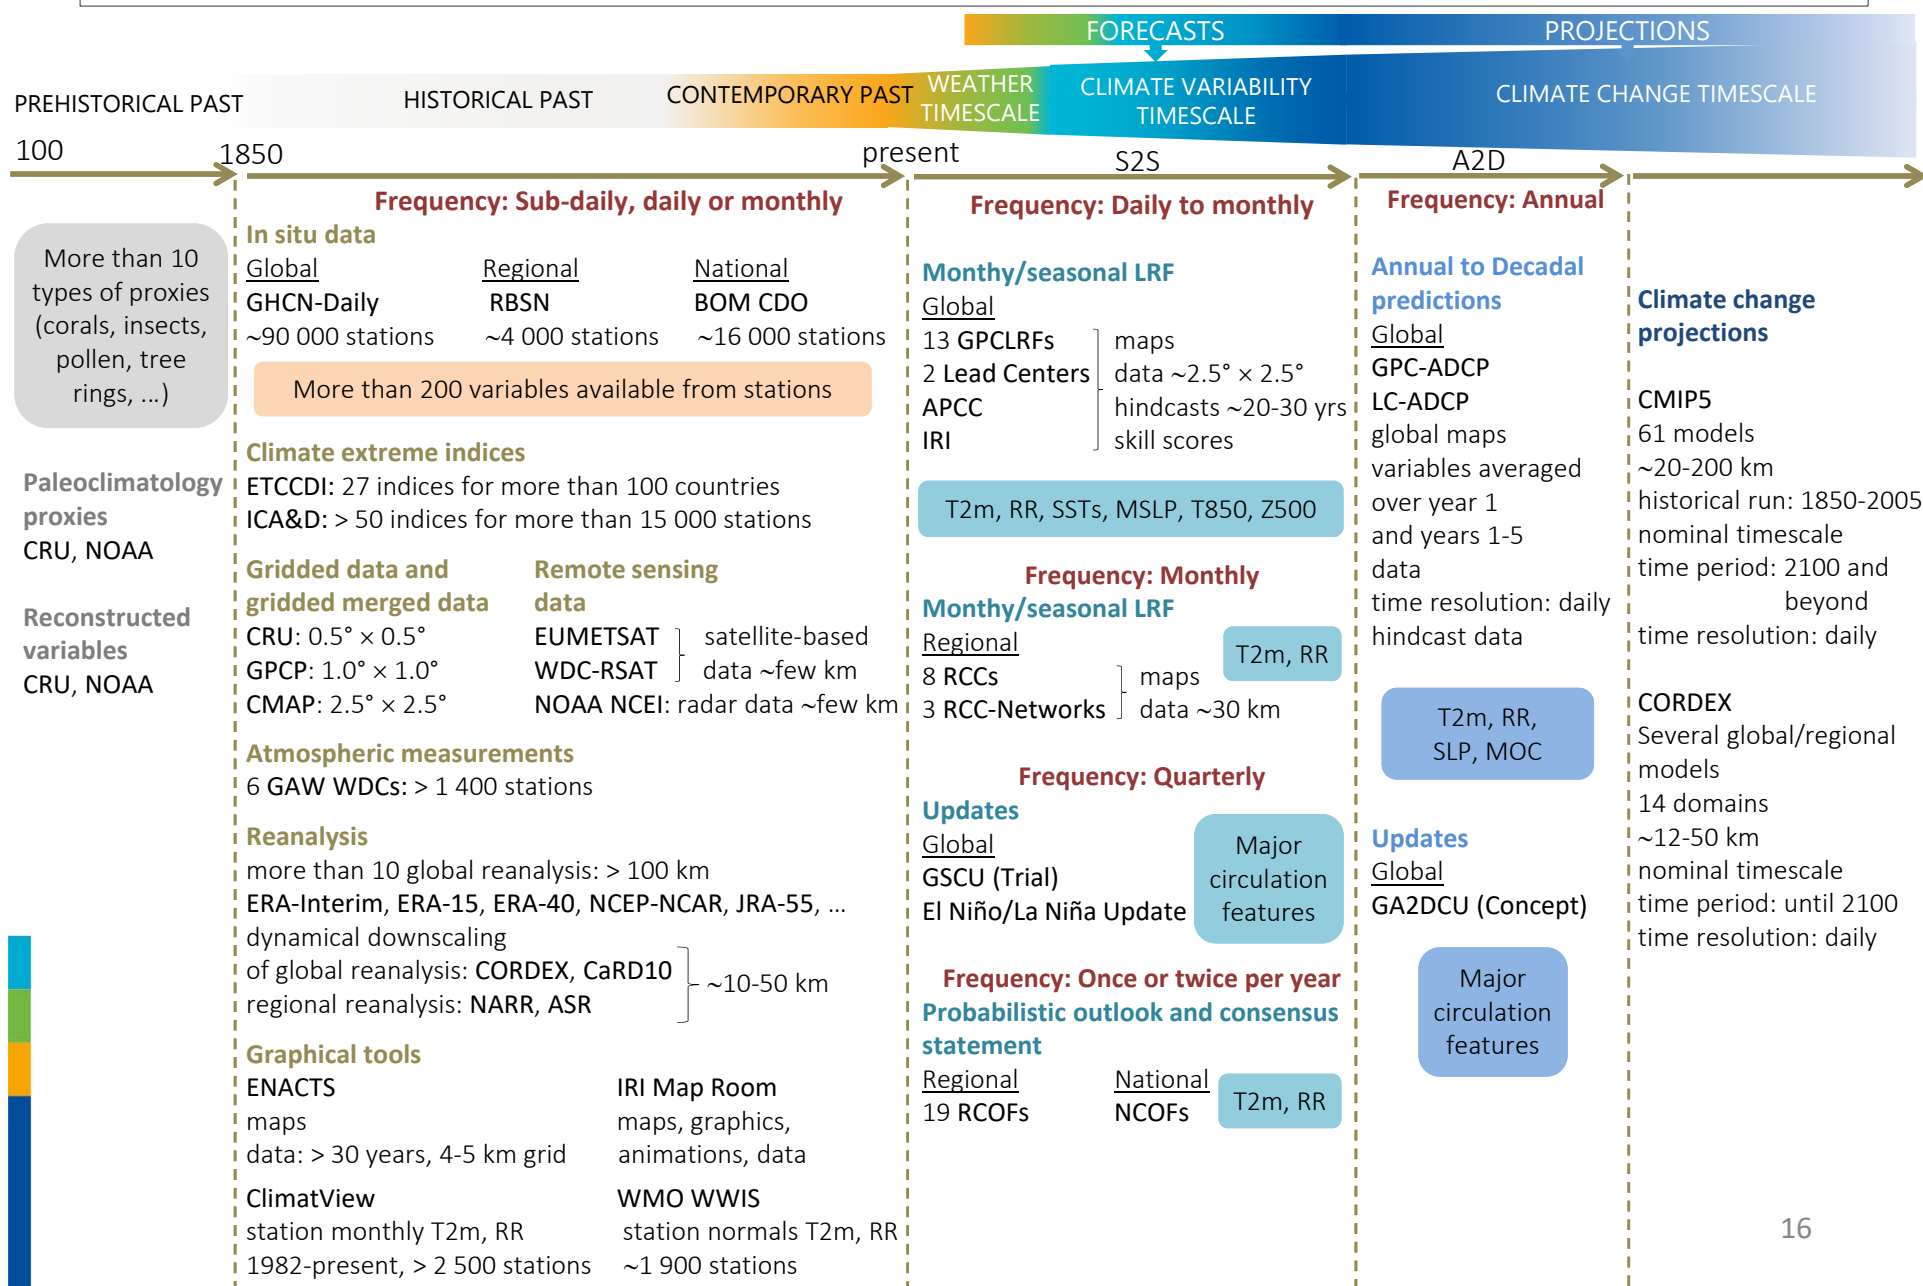 FORECASTS
PROJECTIONS
PREHISTORICAL PAST
HISTORICAL PAST
CONTEMPORARY PAST
WEATHER
TIMESCALE
CLIMATE VARIABILITY
TIMESCALE
CLIMATE CHANGE TIMESCALE
100
1850
present
S2S
A2D
More than 10
types of proxies
(corals, insects,
pollen, tree
rings, ...)
Paleoclimatology
proxies
CRU, NOAA
Reconstructed
variables
CRU, NOAA
Frequency: Sub-daily, daily or monthly
In situ data
Global Regional National
GHCN-Daily RBSN BOM CDO
~90 000 stations ~4 000 stations ~16 000 stations
More than 200 variables available from stations
Climate extreme indices
ETCCDI: 27 indices for more than 100 countries
ICA&D: > 50 indices for more than 15 000 stations
Gridded data and
gridded merged data
CRU: 0.5° × 0.5°
GPCP: 1.0° × 1.0°
CMAP: 2.5° × 2.5°
Remote sensing
data
EUMETSAT satellite-based
WDC-RSAT data ~few km
NOAA NCEI: radar data ~few km
Atmospheric measurements
6 GAW WDCs: > 1 400 stations
Reanalysis
more than 10 global reanalysis: > 100 km
ERA-Interim, ERA-15, ERA-40, NCEP-NCAR, JRA-55, ...
dynamical downscaling
of global reanalysis: CORDEX, CaRD10
regional reanalysis: NARR, ASR
~10-50 km
Graphical tools
ENACTS
maps
data: > 30 years, 4-5 km grid
IRI Map Room
maps, graphics,
animations, data
ClimatView
station monthly T2m, RR
1982-present, > 2 500 stations
WMO WWIS
station normals T2m, RR
~1 900 stations
Frequency: Daily to monthly
Monthy/seasonal LRF
Global
13 GPCLRFs maps
2 Lead Centers data ~2.5° × 2.5°
APCC hindcasts ~20-30 yrs
IRI skill scores
T2m, RR, SSTs, MSLP, T850, Z500
Frequency: Monthly
Monthy/seasonal LRF
Regional
8 RCCs maps
3 RCC-Networks data ~30 km
T2m, RR
Frequency: Quarterly
Updates
Global
GSCU (Trial)
El Niño/La Niña Update
Major
circulation
features
Frequency: Once or twice per year
Probabilistic outlook and consensus
statement
Regional National
19 RCOFs NCOFs
T2m, RR
Frequency: Annual
Annual to Decadal
predictions
Global
GPC-ADCP
LC-ADCP
global maps
variables averaged
over year 1
and years 1-5
data
time resolution: daily
hindcast data
T2m, RR,
SLP, MOC
Updates
Global
GA2DCU (Concept)
Major
circulation
features
Climate change
projections
CMIP5
61 models
~20-200 km
historical run: 1850-2005
nominal timescale
time period: 2100 and
beyond
time resolution: daily
CORDEX
Several global/regional
models
14 domains
~12-50 km
nominal timescale
time period: until 2100
time resolution: daily
16